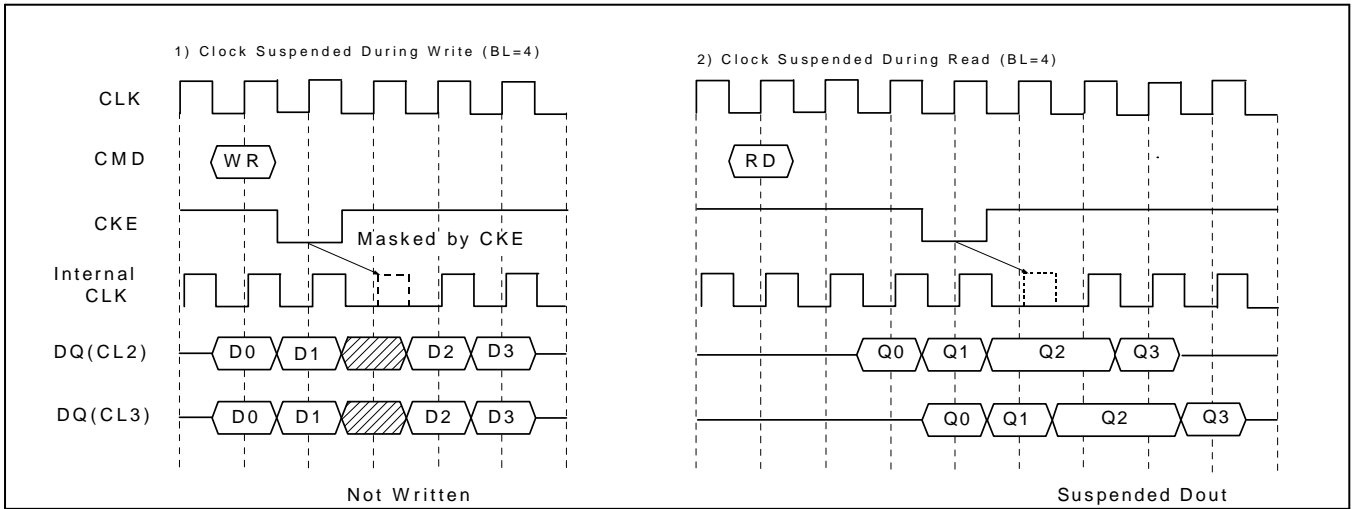 1) Clock Suspended During Write (BL=4)
2) Clock Suspended During Read (BL=4)
CLK
CMD
WR
RD
CKE
Masked by CKE
Internal
CLK
DQ(CL2)
D0 D1 D2 D3
Q0 Q1 Q2 Q3
DQ(CL3)
D0 D1 D2 D3
Q0 Q1 Q2 Q3
Not Written
Suspended Dout